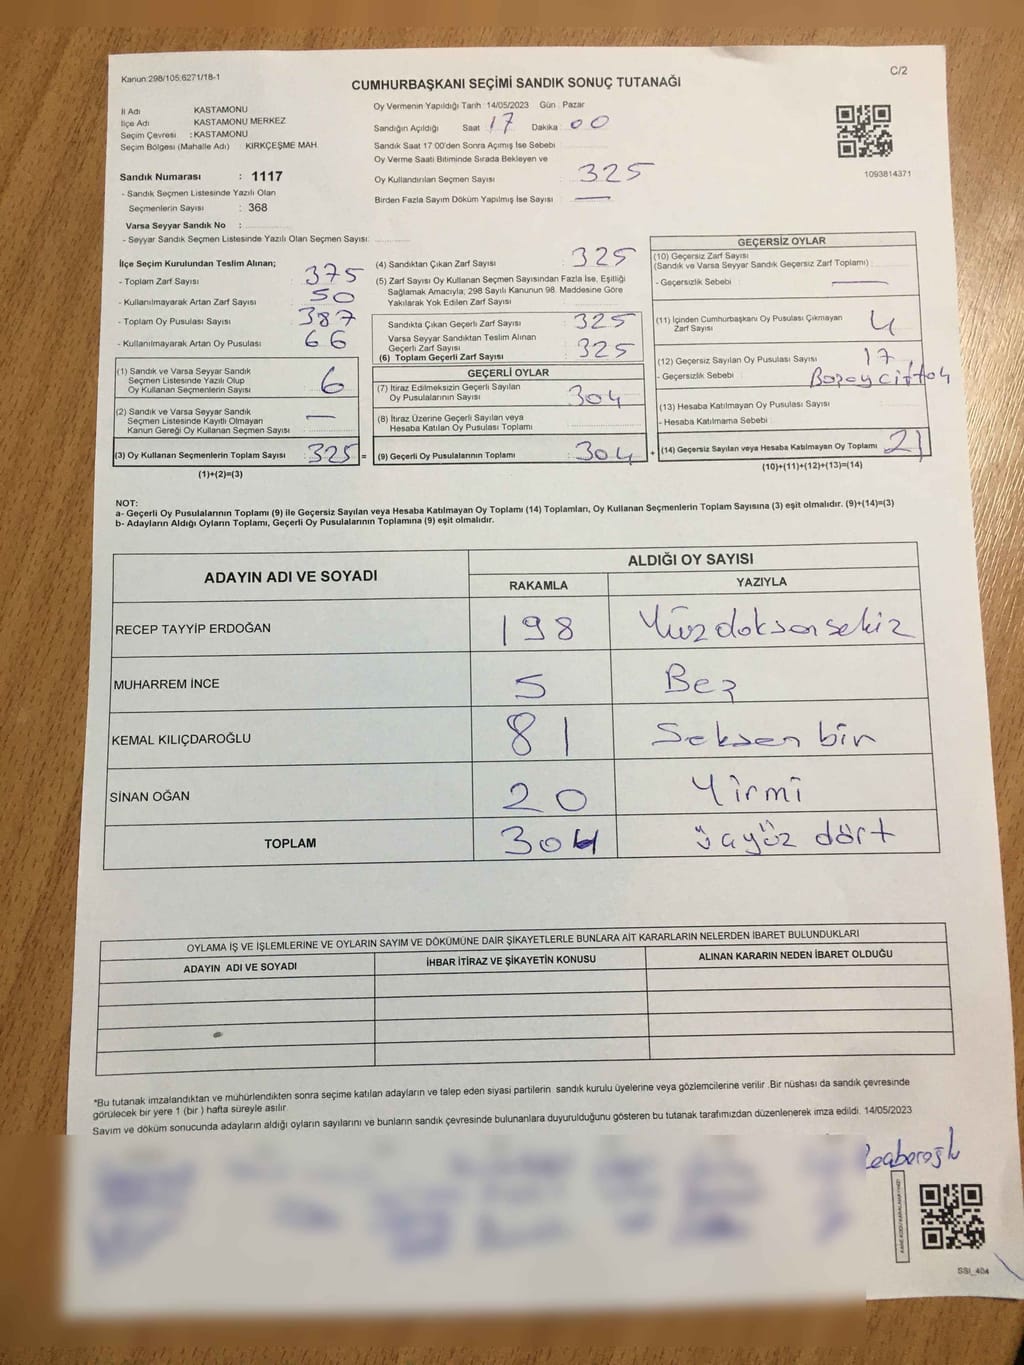 Kanun:298/105;6271/18-1
C/2
CUMHURBAŞKANI SEÇİMİ SANDIK SONUÇ TUTANAĞI
İl Adı KASTAMONU
İlçe Adı KASTAMONU MERKEZ
Seçim Çevresi : KASTAMONU
Seçim Bölgesi (Mahalle Adı) : KIRKÇEŞME MAH.
Sandık Numarası : 1117
- Sandık Seçmen Listesinde Yazılı Olan
Seçmenlerin Sayısı : 368
Varsa Seyyar Sandık No :
- Seyyar Sandık Seçmen Listesinde Yazılı Olan Seçmen Sayısı:
Oy Vermenin Yapıldığı Tarih :14/05/2023 Gün : Pazar
Sandığın Açıldığı Saat 17 Dakika 00
Sandık Saat 17:00'den Sonra Açımış İse Sebebi
Oy Verme Saati Bitiminde Sırada Bekleyen ve
Oy Kullandırılan Seçmen Sayısı : 325
Birden Fazla Sayım Döküm Yapılmış İse Sayısı : —
1093814371
İlçe Seçim Kurulundan Teslim Alınan;
- Toplam Zarf Sayısı : 375
- Kullanılmayarak Artan Zarf Sayısı : 50
- Toplam Oy Pusulası Sayısı : 387
- Kullanılmayarak Artan Oy Pusulası : 66
(1) Sandık ve Varsa Seyyar Sandık
Seçmen Listesinde Yazılı Olup
Oy Kullanan Seçmenlerin Sayısı : 6
(2) Sandık ve Varsa Seyyar Sandık
Seçmen Listesinde Kayıtlı Olmayan
Kanun Gereği Oy Kullanan Seçmen Sayısı : —
(3) Oy Kullanan Seçmenlerin Toplam Sayısı : 325 =
(1)+(2)=(3)
(4) Sandıktan Çıkan Zarf Sayısı : 325
(5) Zarf Sayısı Oy Kullanan Seçmen Sayısından Fazla İse, Eşitliği
Sağlamak Amacıyla; 298 Sayılı Kanunun 98. Maddesine Göre
Yakılarak Yok Edilen Zarf Sayısı :
Sandıkta Çıkan Geçerli Zarf Sayısı : 325
Varsa Seyyar Sandıktan Teslim Alınan
Geçerli Zarf Sayısı
(6) Toplam Geçerli Zarf Sayısı : 325
GEÇERLİ OYLAR
(7) İtiraz Edilmeksizin Geçerli Sayılan
Oy Pusulalarının Sayısı : 304
(8) İtiraz Üzerine Geçerli Sayılan veya
Hesaba Katılan Oy Pusulası Toplamı :
(9) Geçerli Oy Pusulalarının Toplamı : 304 +
GEÇERSİZ OYLAR
(10) Geçersiz Zarf Sayısı
(Sandık ve Varsa Seyyar Sandık Geçersiz Zarf Toplamı)
- Geçersizlik Sebebi : —
(11) İçinden Cumhurbaşkanı Oy Pusulası Çıkmayan
Zarf Sayısı : 4
(12) Geçersiz Sayılan Oy Pusulası Sayısı : 17
- Geçersizlik Sebebi :
(13) Hesaba Katılmayan Oy Pusulası Sayısı :
- Hesaba Katılmama Sebebi :
(14) Geçersiz Sayılan veya Hesaba Katılmayan Oy Toplamı : 21
(10)+(11)+(12)+(13)=(14)
NOT:
a- Geçerli Oy Pusulalarının Toplamı (9) ile Geçersiz Sayılan veya Hesaba Katılmayan Oy Toplamı (14) Toplamları, Oy Kullanan Seçmenlerin Toplam Sayısına (3) eşit olmalıdır. (9)+(14)=(3)
b- Adayların Aldığı Oyların Toplamı, Geçerli Oy Pusulalarının Toplamına (9) eşit olmalıdır.
ADAYIN ADI VE SOYADI
ALDIĞI OY SAYISI
RAKAMLA YAZIYLA
RECEP TAYYİP ERDOĞAN 198 Yüzdoksansekiz
MUHARREM İNCE 5 Beş
KEMAL KILIÇDAROĞLU 81 Seksen bir
SİNAN OĞAN 20 Yirmi
TOPLAM 304 üçyüz dört
OYLAMA İŞ VE İŞLEMLERİNE VE OYLARIN SAYIM VE DÖKÜMÜNE DAİR ŞİKAYETLERLE BUNLARA AİT KARARLARIN NELERDEN İBARET BULUNDUKLARI
ADAYIN ADI VE SOYADI İHBAR İTİRAZ VE ŞİKAYETİN KONUSU ALINAN KARARIN NEDEN İBARET OLDUĞU
*Bu tutanak imzalandıktan ve mühürlendikten sonra seçime katılan adayların ve talep eden siyasi partilerin sandık kurulu üyelerine veya gözlemcilerine verilir .Bir nüshası da sandık çevresinde
görülecek bir yere 1 (bir ) hafta süreyle asılır
Sayım ve döküm sonucunda adayların aldığı oyların sayılarını ve bunların sandık çevresinde bulunanlara duyurulduğunu gösteren bu tutanak tarafımızdan düzenlenerek imza edildi. 14/05/2023
SSI_404